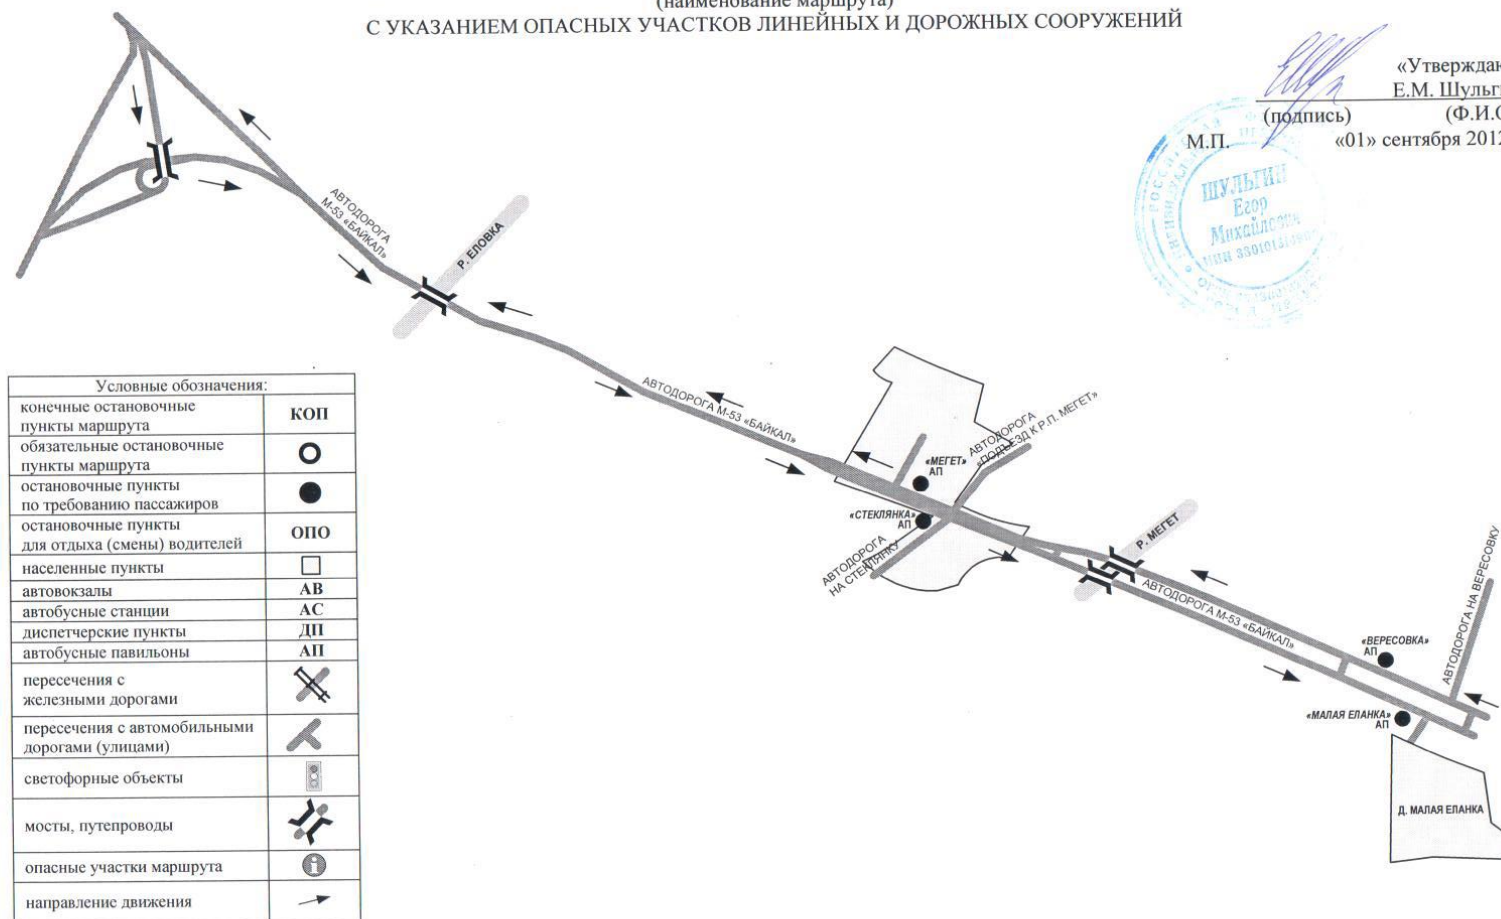 (наименование маршрута)
С УКАЗАНИЕМ ОПАСНЫХ УЧАСТКОВ ЛИНЕЙНЫХ И ДОРОЖНЫХ СООРУЖЕНИЙ
«Утверждаю
Е.М. Шульги
(подпись) (Ф.И.О
М.П. «01» сентября 2012
ШУЛЬГИН
Егор
Михайлович
АВТОДОРОГА
М-53 «БАЙКАЛ»
Р. ЕЛОВКА
АВТОДОРОГА М-53 «БАЙКАЛ»
АВТОДОРОГА
«ПОДЪЕЗД К Р.П. МЕГЕТ»
«МЕГЕТ»
АП
«СТЕКЛЯНКА»
АП
АВТОДОРОГА
НА СТЕКЛЯНКУ
Р. МЕГЕТ
АВТОДОРОГА М-53 «БАЙКАЛ»
«ВЕРЕСОВКА»
АП
АВТОДОРОГА НА ВЕРЕСОВКУ
«МАЛАЯ ЕЛАНКА»
АП
Д. МАЛАЯ ЕЛАНКА
Условные обозначения:
конечные остановочные
пункты маршрута КОП
обязательные остановочные
пункты маршрута
остановочные пункты
по требованию пассажиров
остановочные пункты
для отдыха (смены) водителей ОПО
населенные пункты
автовокзалы АВ
автобусные станции АС
диспетчерские пункты ДП
автобусные павильоны АП
пересечения с
железными дорогами
пересечения с автомобильными
дорогами (улицами)
светофорные объекты
мосты, путепроводы
опасные участки маршрута
направление движения